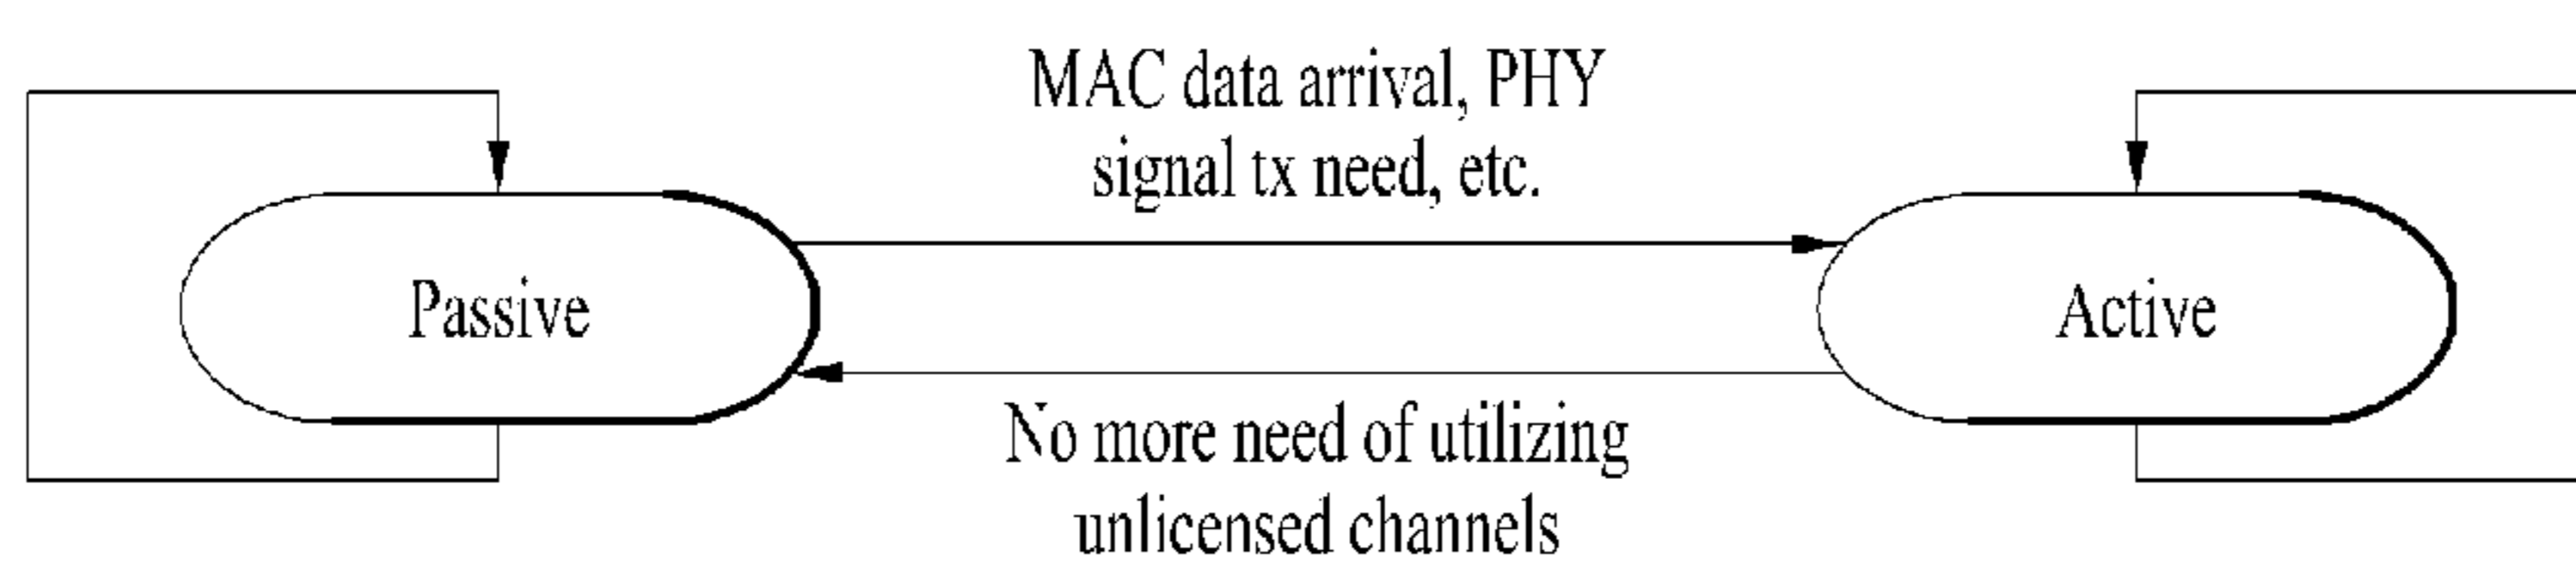 MAC data arrival, PHY
signal tx need, etc.
Passive
Active
No more need of utilizing
unlicensed channels